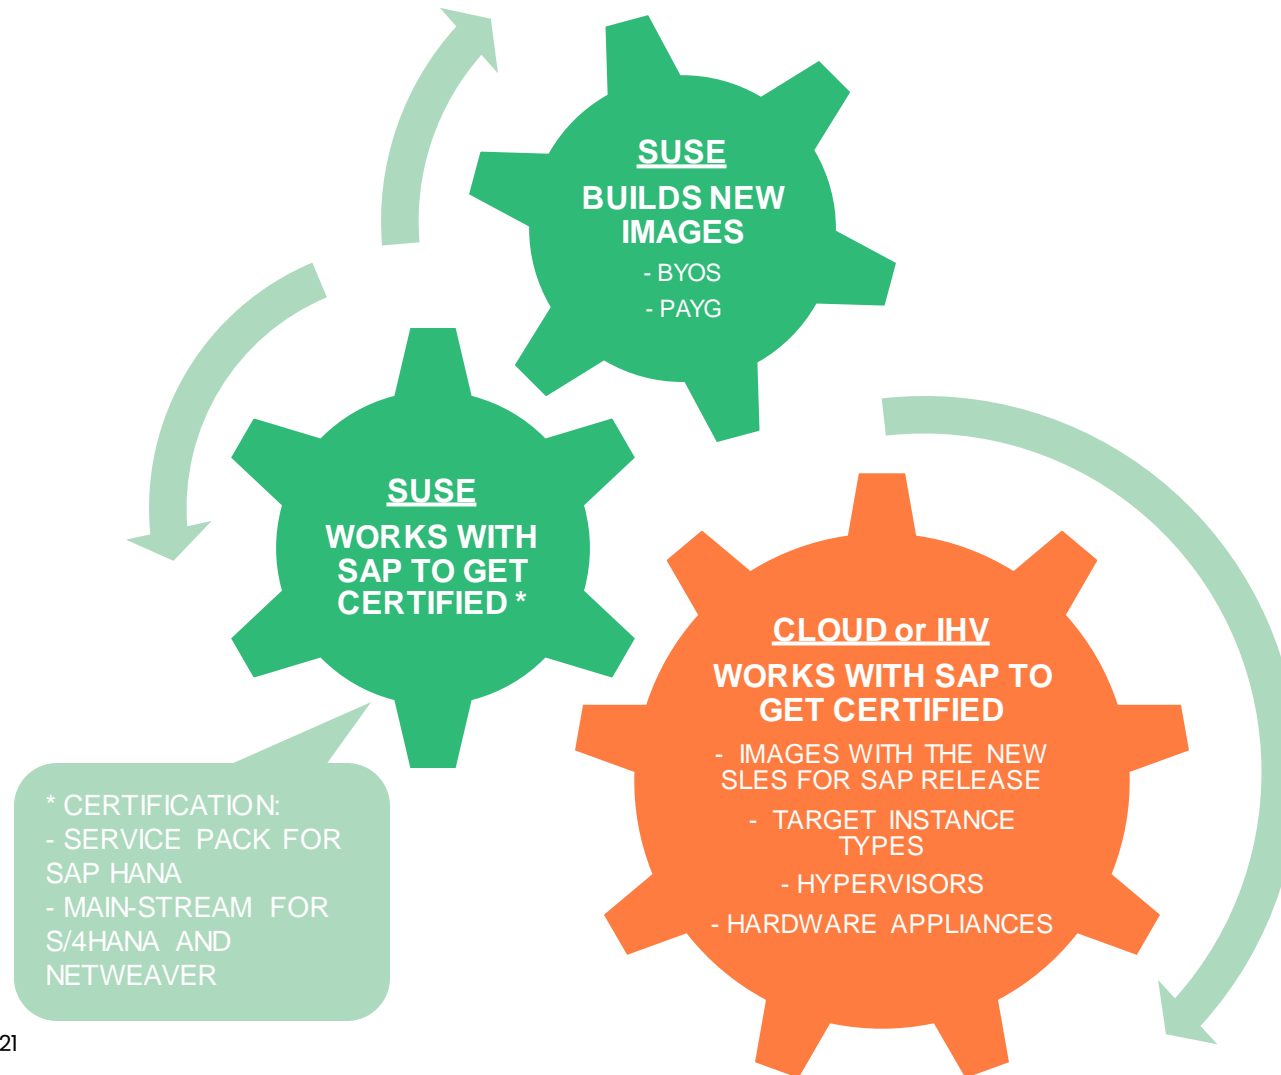 SUSE
BUILDS NEW
IMAGES
- BYOS
- PAYG
SUSE
WORKS WITH
SAP TO GET
CERTIFIED *
CLOUD or IHV
WORKS WITH SAP TO
GET CERTIFIED
- IMAGES WITH THE NEW
SLES FOR SAP RELEASE
- TARGET INSTANCE
TYPES
- HYPERVISORS
- HARDWARE APPLIANCES
* CERTIFICATION:
- SERVICE PACK FOR
SAP HANA
- MAIN-STREAM FOR
S/4HANA AND
NETWEAVER
21